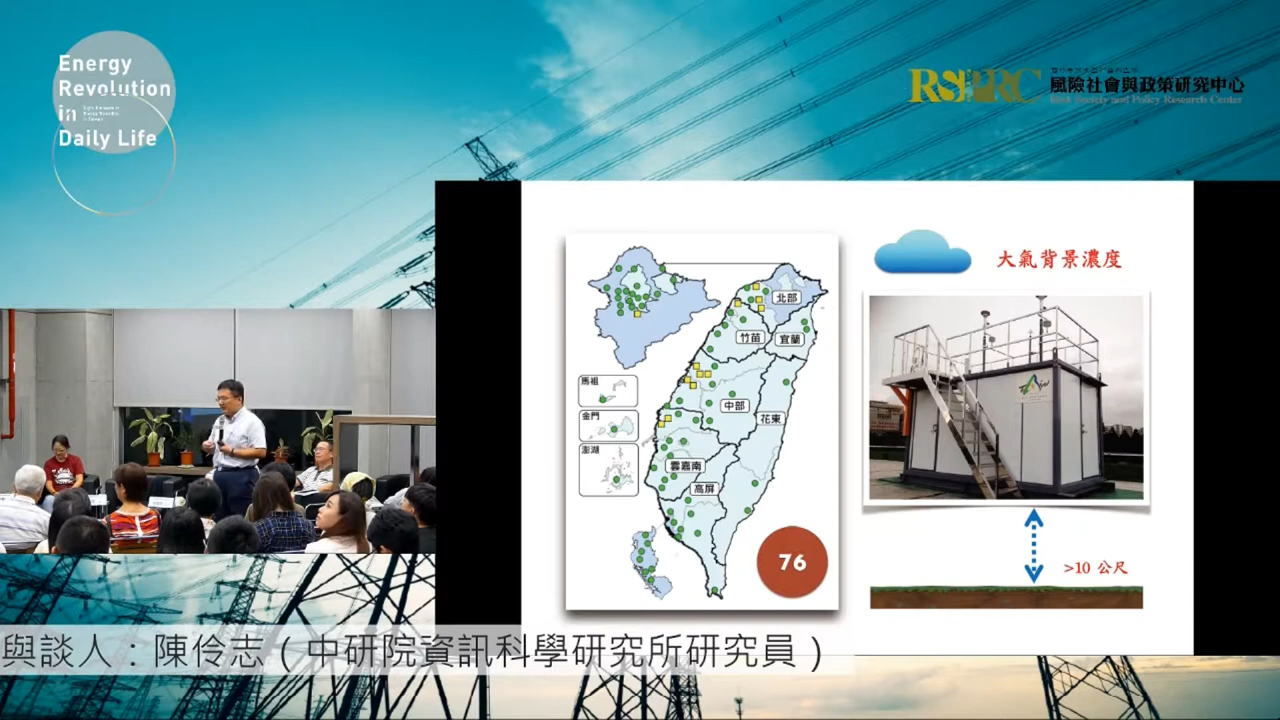 Energy
Revolution
in
Daily Life
RSPRC
風險社會與政策研究中心
Risk Society and Policy Research Center
大氣背景濃度
北部
竹苗
宜蘭
馬祖
中部
金門
花東
澎湖
雲嘉南
高屏
76
>10 公尺
與談人：陳伶志（中研院資訊科學研究所研究員）